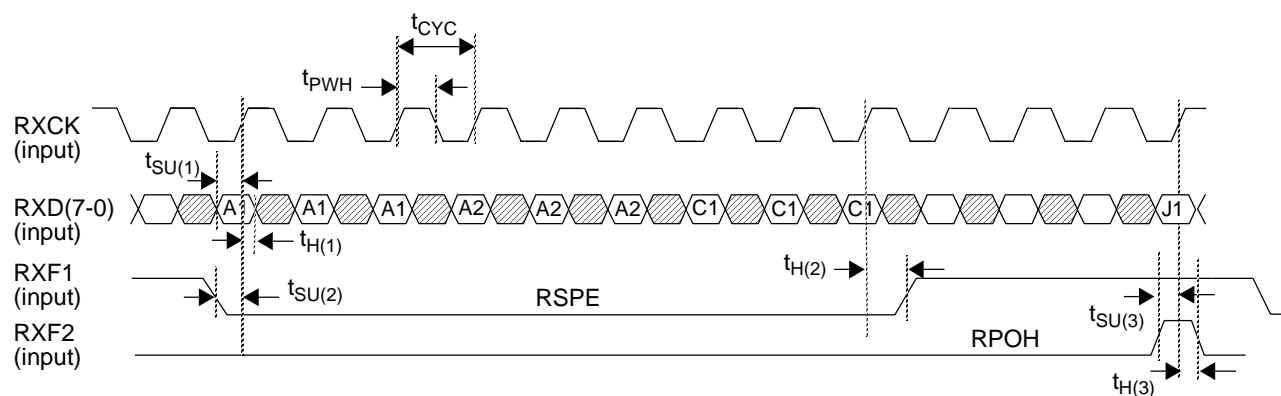 tCYC
tPWH
RXCK
(input)
tSU(1)
RXD(7-0)
(input)
A A1 A1 A2 A2 A2 C1 C1 C1 J1
tH(1)
tH(2)
RXF1
(input)
tSU(2)
RSPE
tSU(3)
RXF2
(input)
RPOH
tH(3)